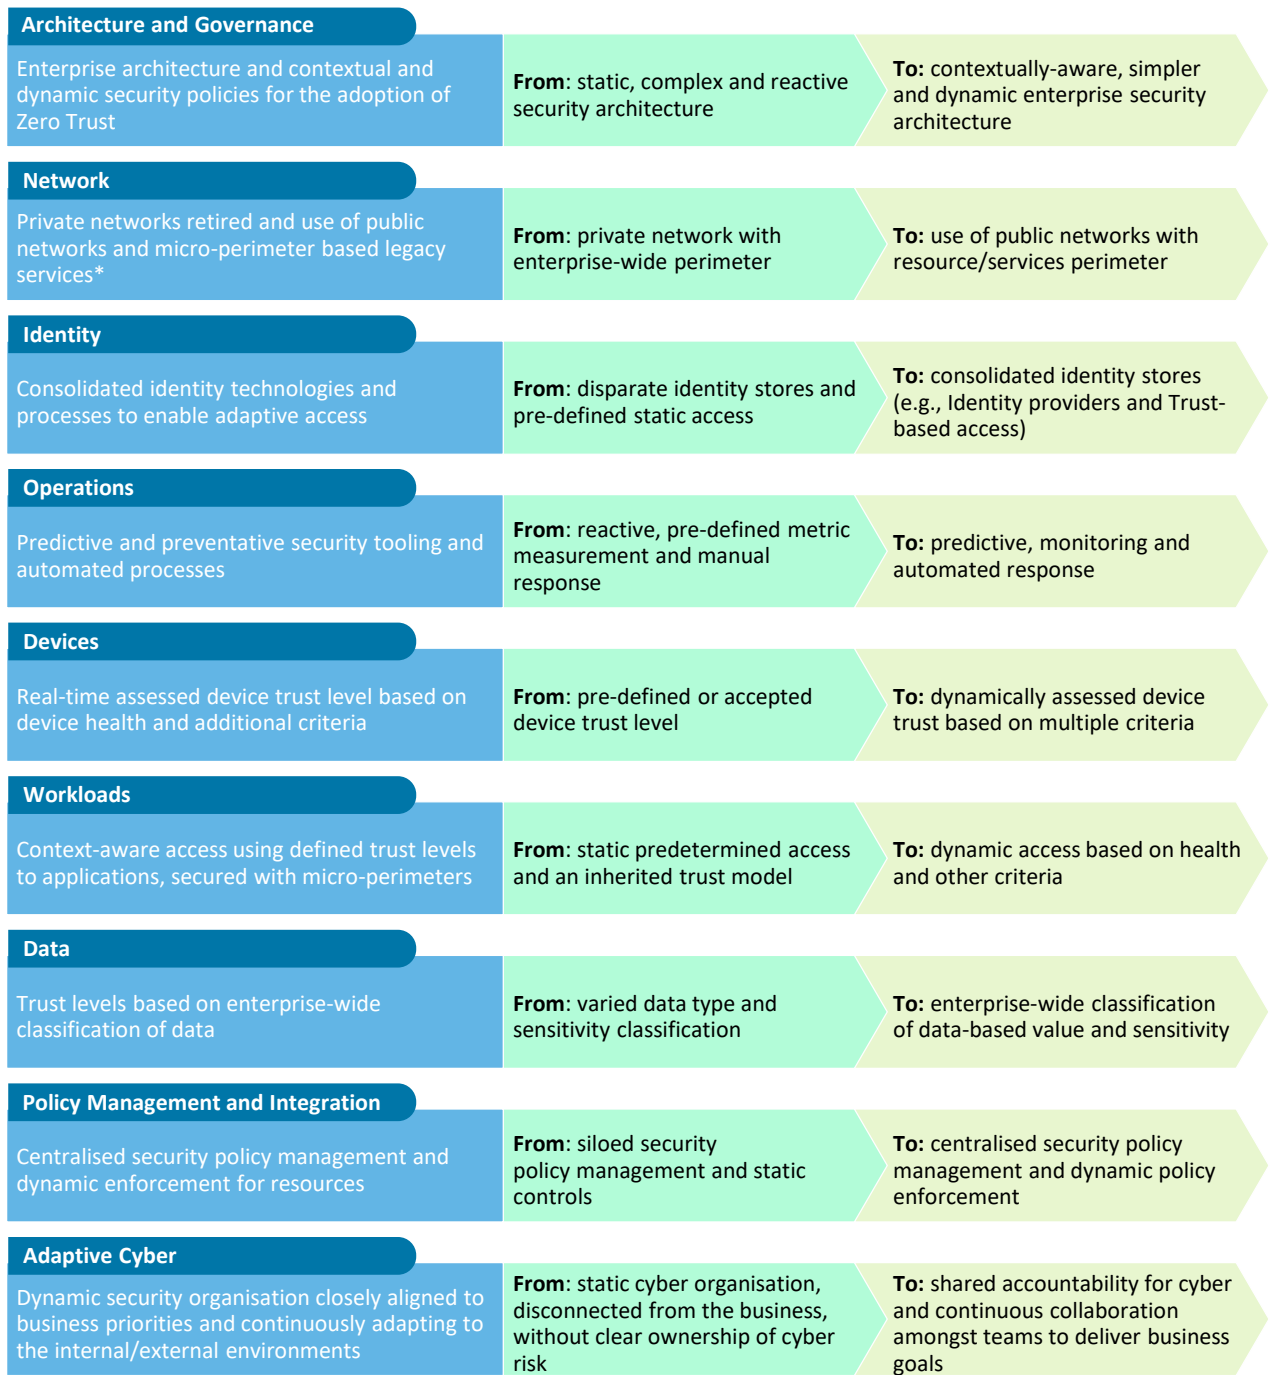 Architecture and Governance
Enterprise architecture and contextual and
dynamic security policies for the adoption of
Zero Trust
From: static, complex and reactive
security architecture
To: contextually-aware, simpler
and dynamic enterprise security
architecture
Network
Private networks retired and use of public
networks and micro-perimeter based legacy
services*
From: private network with
enterprise-wide perimeter
To: use of public networks with
resource/services perimeter
Identity
Consolidated identity technologies and
processes to enable adaptive access
From: disparate identity stores and
pre-defined static access
To: consolidated identity stores
(e.g., Identity providers and Trust-
based access)
Operations
Predictive and preventative security tooling and
automated processes
From: reactive, pre-defined metric
measurement and manual
response
To: predictive, monitoring and
automated response
Devices
Real-time assessed device trust level based on
device health and additional criteria
From: pre-defined or accepted
device trust level
To: dynamically assessed device
trust based on multiple criteria
Workloads
Context-aware access using defined trust levels
to applications, secured with micro-perimeters
From: static predetermined access
and an inherited trust model
To: dynamic access based on health
and other criteria
Data
Trust levels based on enterprise-wide
classification of data
From: varied data type and
sensitivity classification
To: enterprise-wide classification
of data-based value and sensitivity
Policy Management and Integration
Centralised security policy management and
dynamic enforcement for resources
From: siloed security
policy management and static
controls
To: centralised security policy
management and dynamic policy
enforcement
Adaptive Cyber
Dynamic security organisation closely aligned to
business priorities and continuously adapting to
the internal/external environments
From: static cyber organisation,
disconnected from the business,
without clear ownership of cyber
risk
To: shared accountability for cyber
and continuous collaboration
amongst teams to deliver business
goals